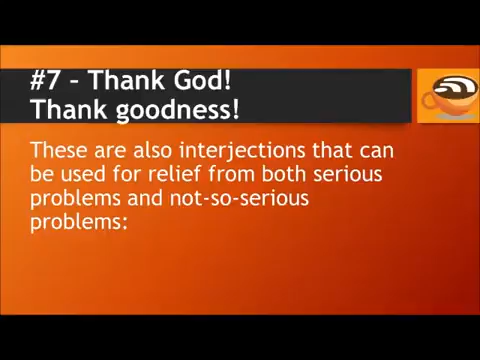 #7 – Thank God!
Thank goodness!
These are also interjections that can
be used for relief from both serious
problems and not-so-serious
problems: